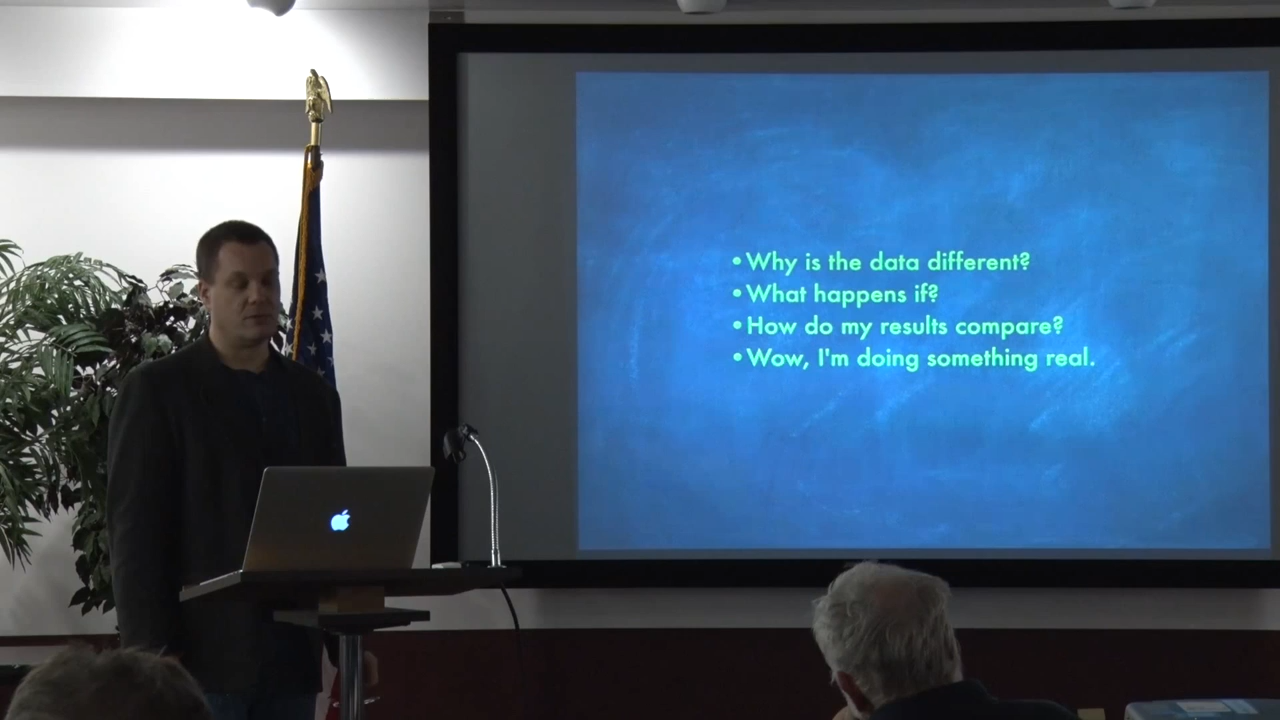 •Why is the data different?
•What happens if?
•How do my results compare?
•Wow, I'm doing something real.